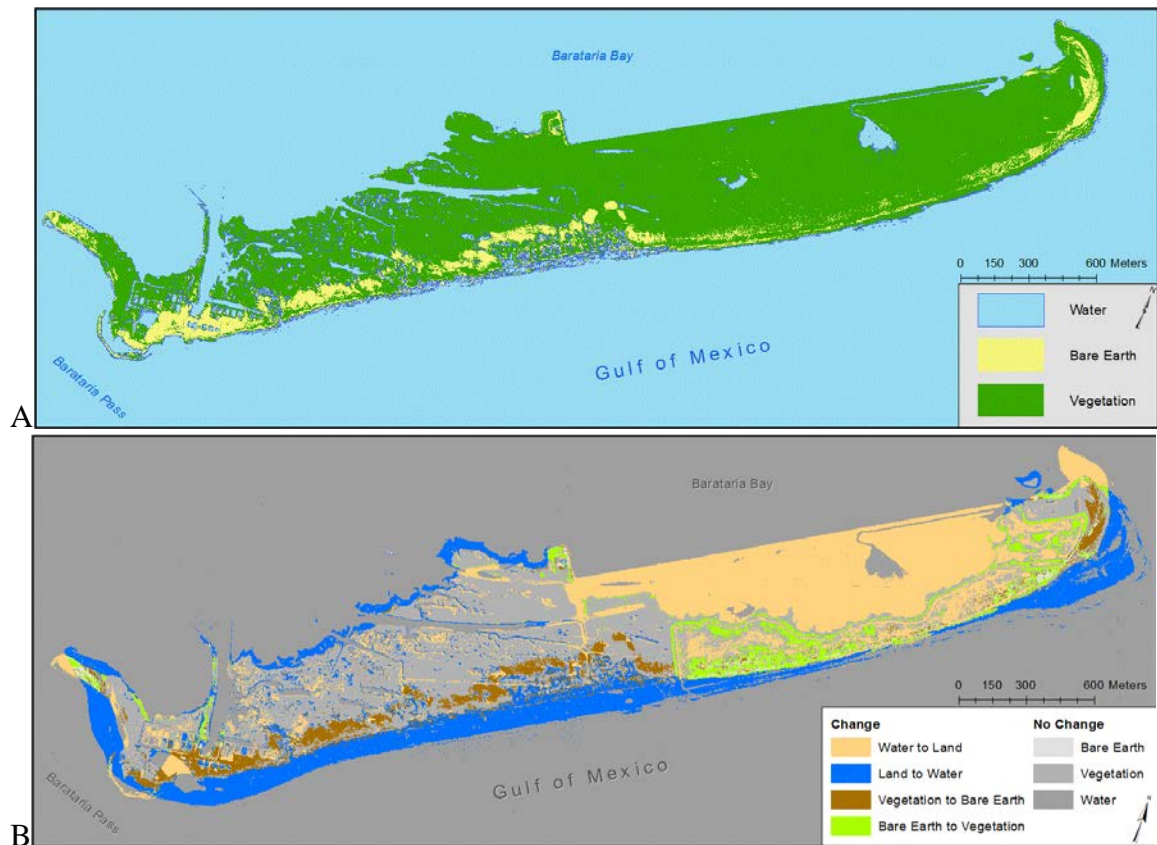 Barataria Bay
Gulf of Mexico
Barataria Pass
0 150 300 600 Meters
N
Water
Bare Earth
Vegetation
A
Barataria Bay
Gulf of Mexico
Barataria Pass
0 150 300 600 Meters
Change
Water to Land
Land to Water
Vegetation to Bare Earth
Bare Earth to Vegetation
No Change
Bare Earth
Vegetation
Water
N
B